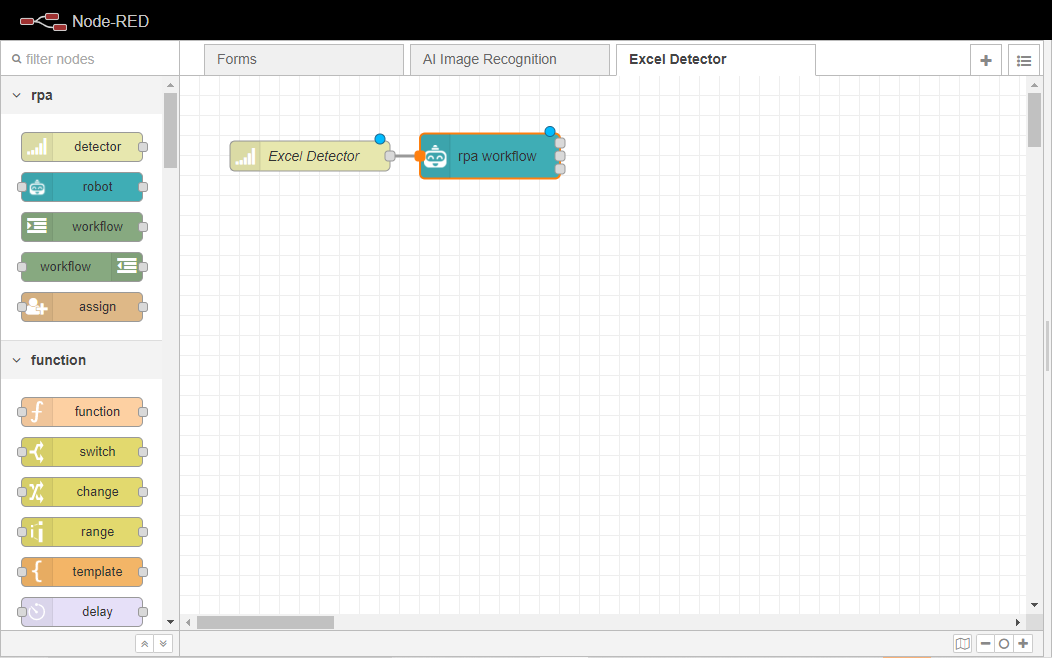 Node-RED
filter nodes
Forms
AI Image Recognition
Excel Detector
rpa
detector
robot
workflow
workflow
assign
function
function
switch
change
range
template
delay
Excel Detector
rpa workflow